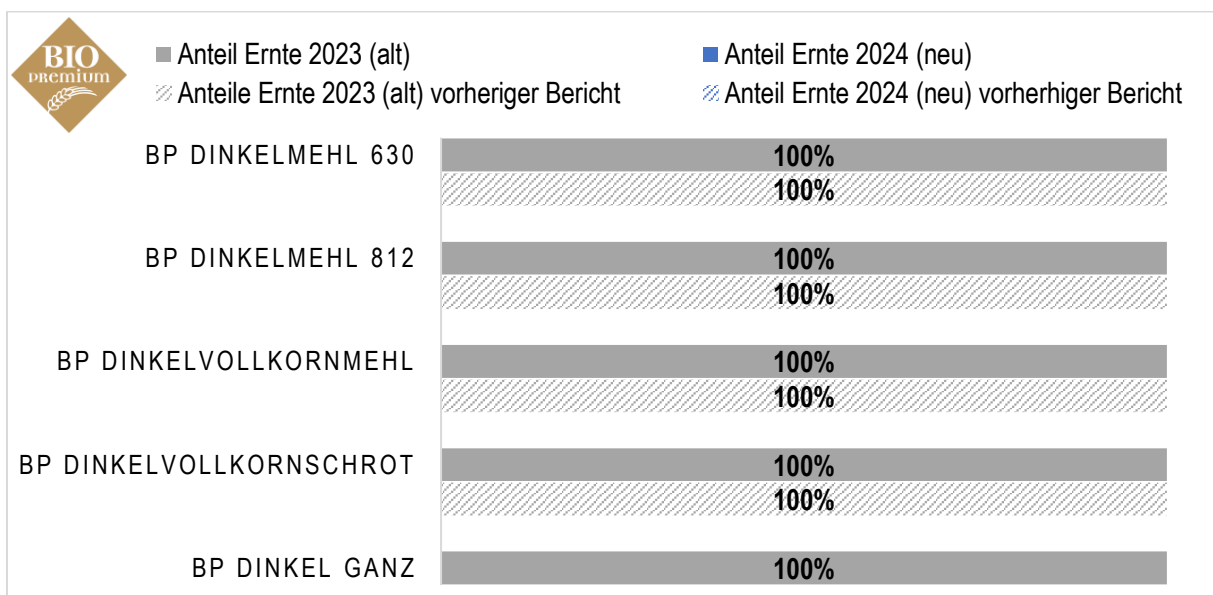 BIO
PREMIUM
Anteil Ernte 2023 (alt)
Anteil Ernte 2024 (neu)
Anteile Ernte 2023 (alt) vorheriger Bericht
Anteil Ernte 2024 (neu) vorherhiger Bericht
BP DINKELMEHL 630
100%
100%
BP DINKELMEHL 812
100%
100%
BP DINKELVOLLKORNMEHL
100%
100%
BP DINKELVOLLKORNSCHROT
100%
100%
BP DINKEL GANZ
100%